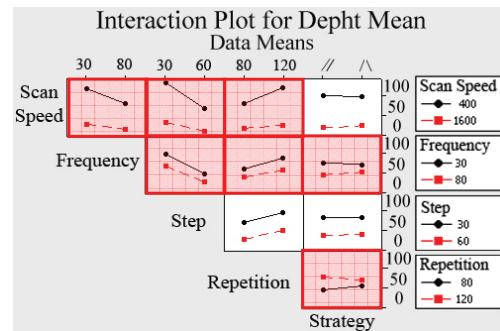 Interaction Plot for Depht Mean
Data Means
30 80 30 60 80 120 // /\
Scan Speed
100
50
0
Scan Speed
400
1600
Frequency
100
50
0
Frequency
30
80
Step
100
50
0
Step
30
60
Repetition
100
50
0
Repetition
80
120
Strategy